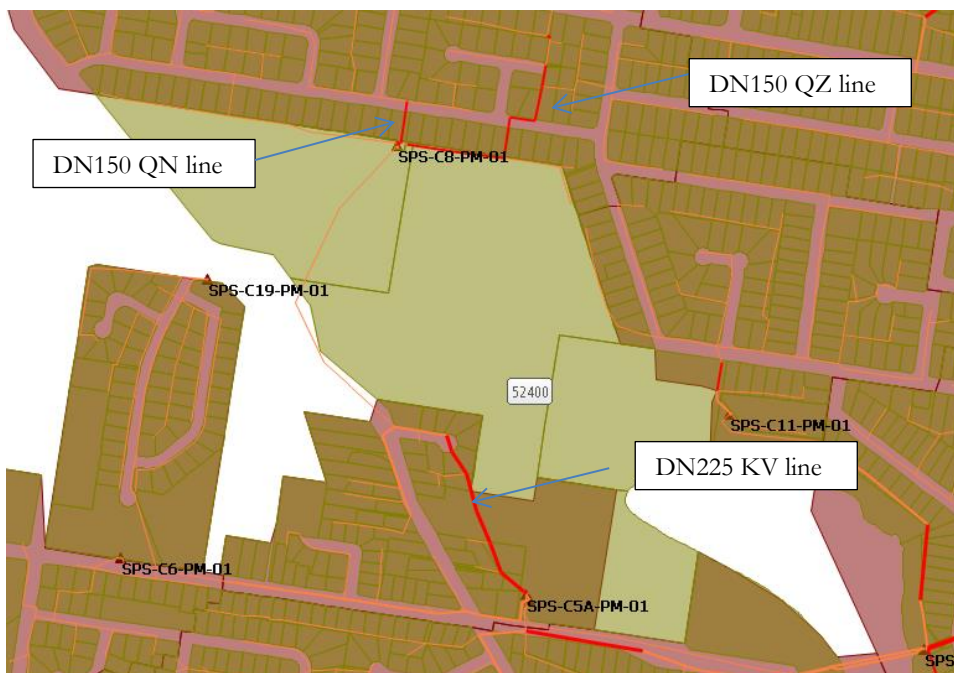 DN150 QZ line
DN150 QN line
SPS-C8-PM-01
SPS-C19-PM-01
52400
SPS-C11-PM-01
DN225 KV line
SPS-C6-PM-01
SPS-C5A-PM-01
SPS